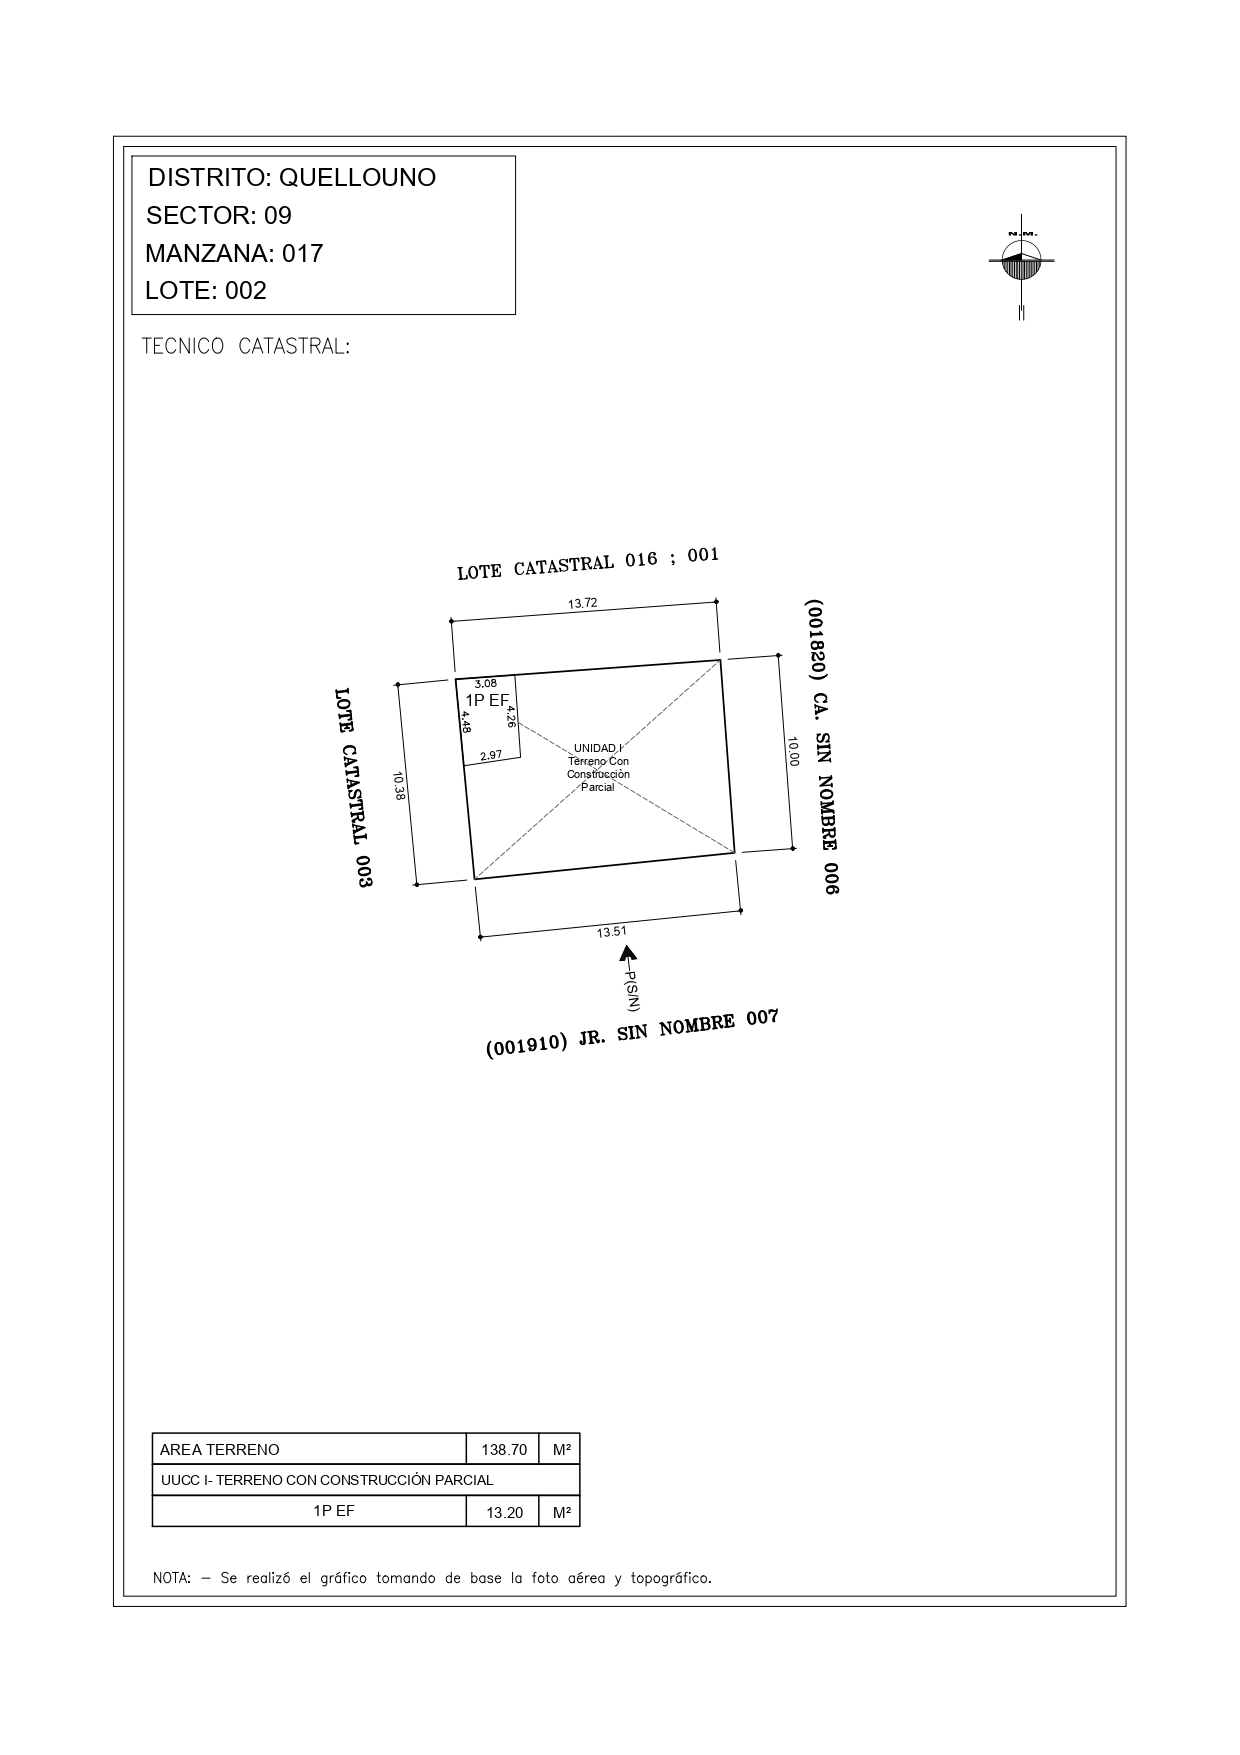 DISTRITO: QUELLOUNO
SECTOR: 09
MANZANA: 017
LOTE: 002
N.M.
TECNICO CATASTRAL:
LOTE CATASTRAL 016 ; 001
13.72
(001820) CA. SIN NOMBRE 006
LOTE CATASTRAL 003
3.08
1P EF
4.48
4.26
2.97
10.38
10.00
UNIDAD I
Terreno Con
Construcciòn
Parcial
13.51
P(S/N)
(001910) JR. SIN NOMBRE 007
AREA TERRENO 138.70 M²
UUCC I- TERRENO CON CONSTRUCCIÓN PARCIAL
1P EF 13.20 M²
NOTA: – Se realizó el gráfico tomando de base la foto aérea y topográfico.